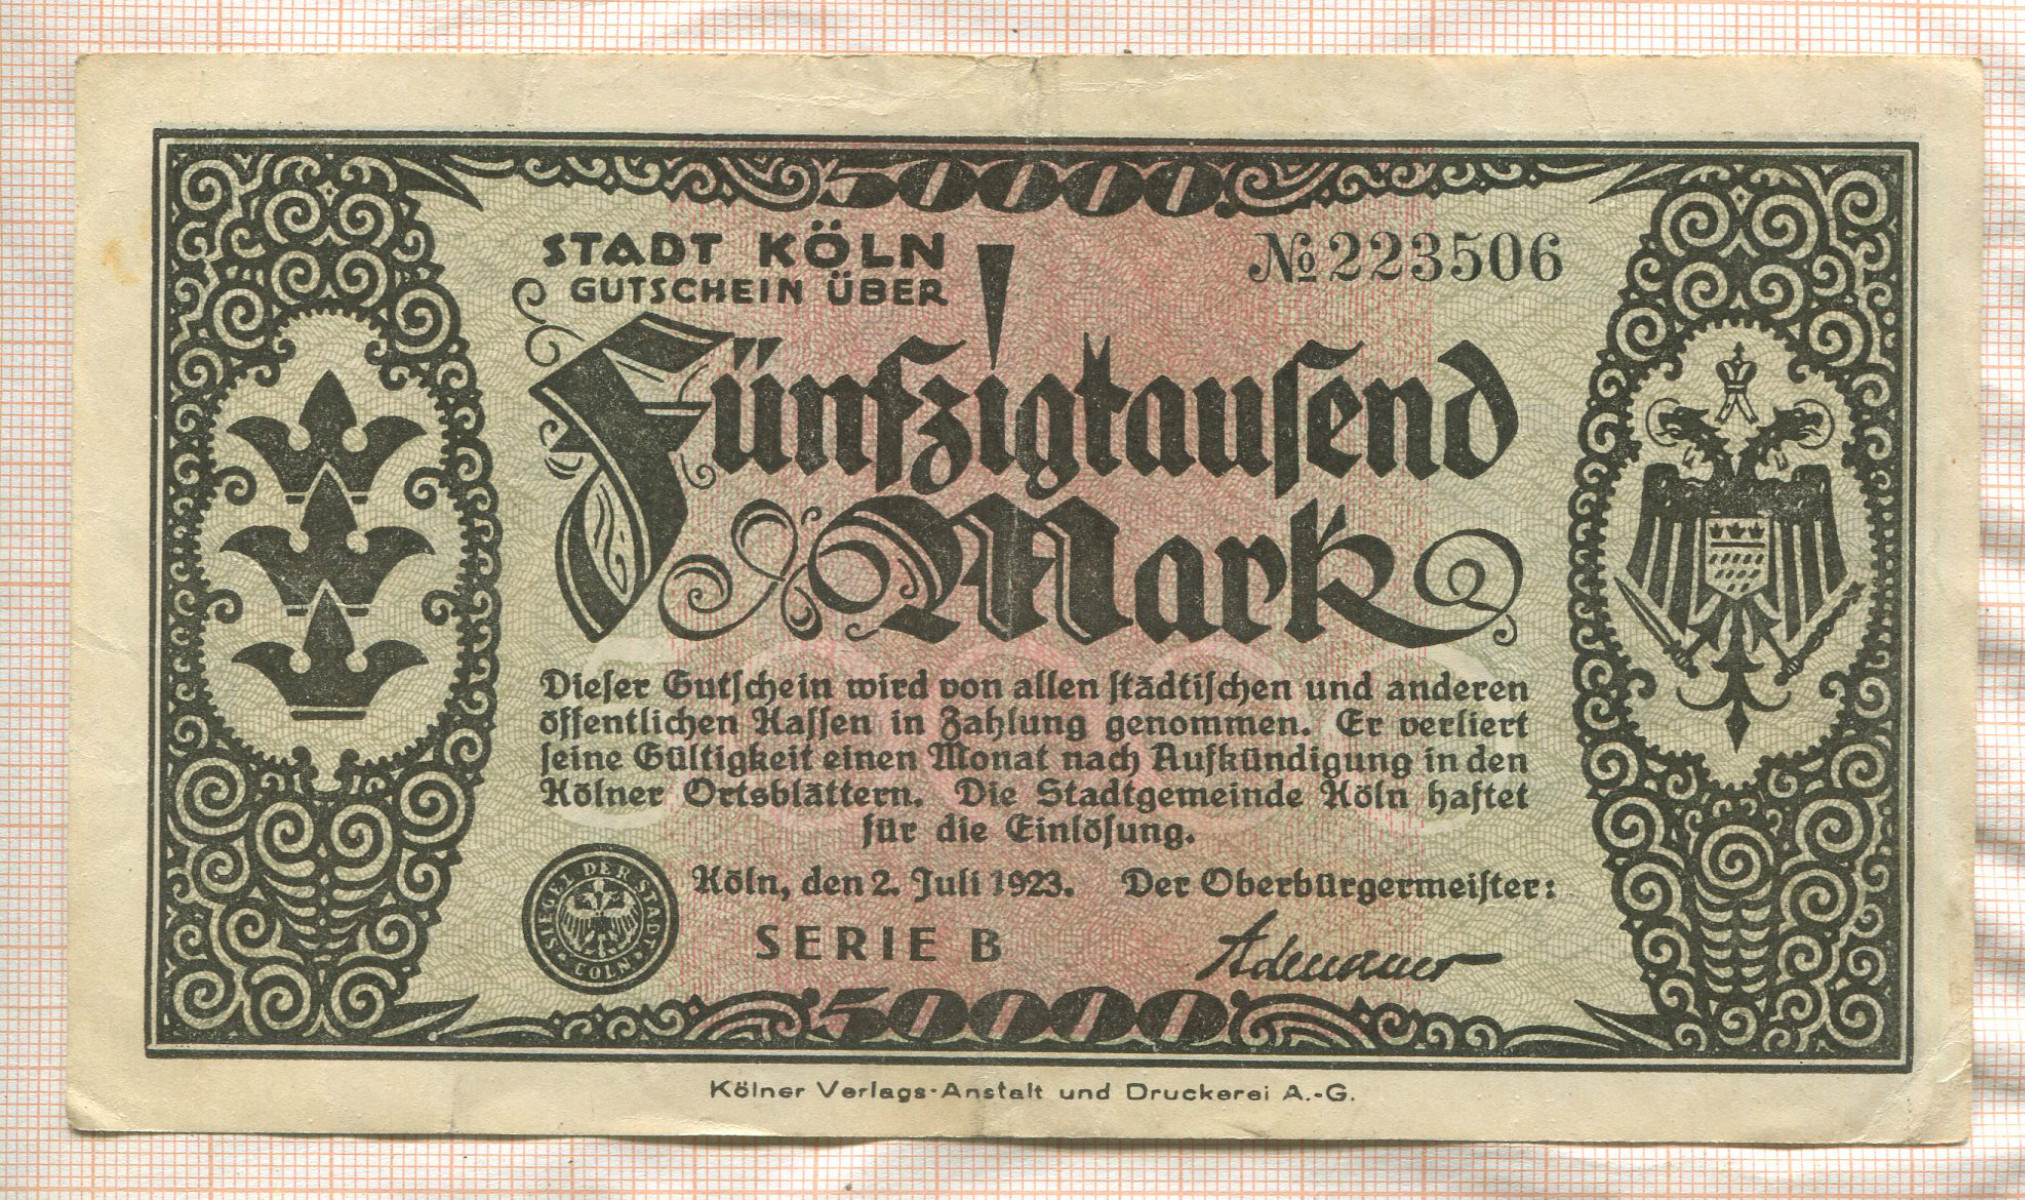 50000
STADT KÖLN
GUTSCHEIN ÜBER
№ 223506
Fünfzigtausend
Mark
50000
Dieser Gutschein wird von allen städtischen und anderen
öffentlichen Kassen in Zahlung genommen. Er verliert
seine Gültigkeit einen Monat nach Aufkündigung in den
Kölner Ortsblättern. Die Stadtgemeinde Köln haftet
für die Einlösung.
Köln, den 2. Juli 1923. Der Oberbürgermeister:
SIEGEL DER STADT CÖLN
SERIE B
Adenauer
50000
Kölner Verlags-Anstalt und Druckerei A.-G.